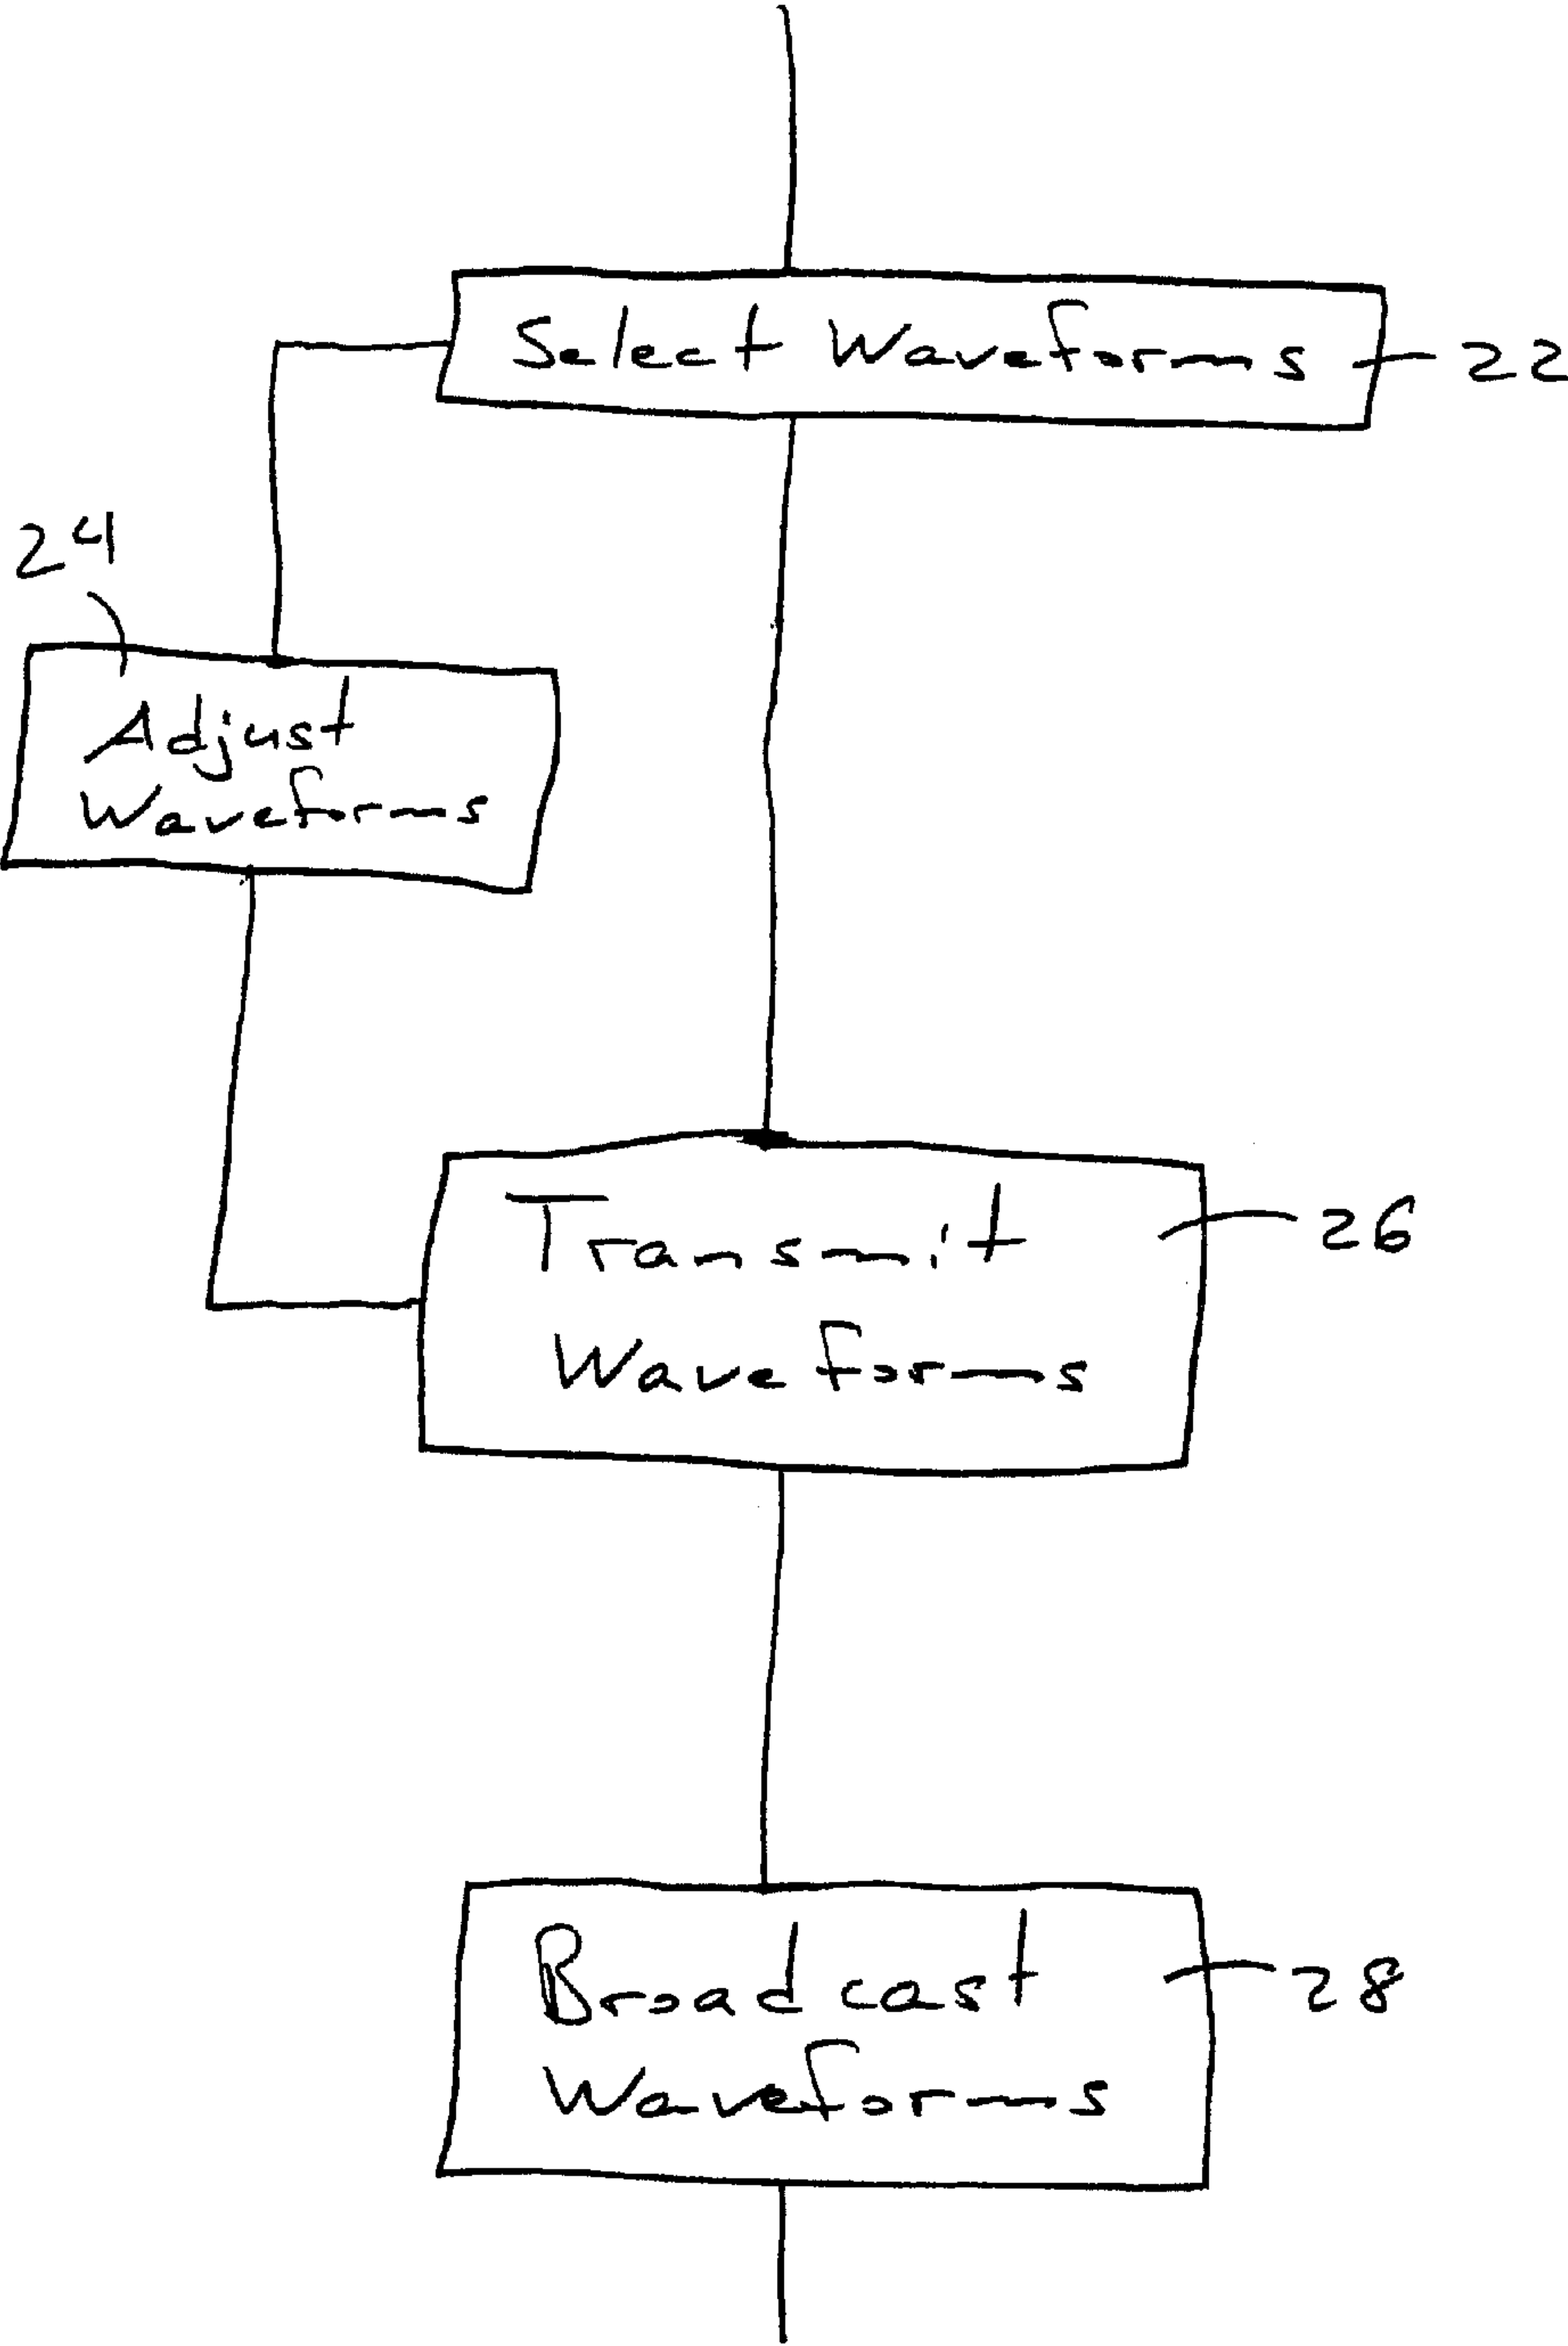 Select Waveforms
22
24
Adjust
Waveforms
Transmit
Waveforms
26
Broadcast
Waveforms
28